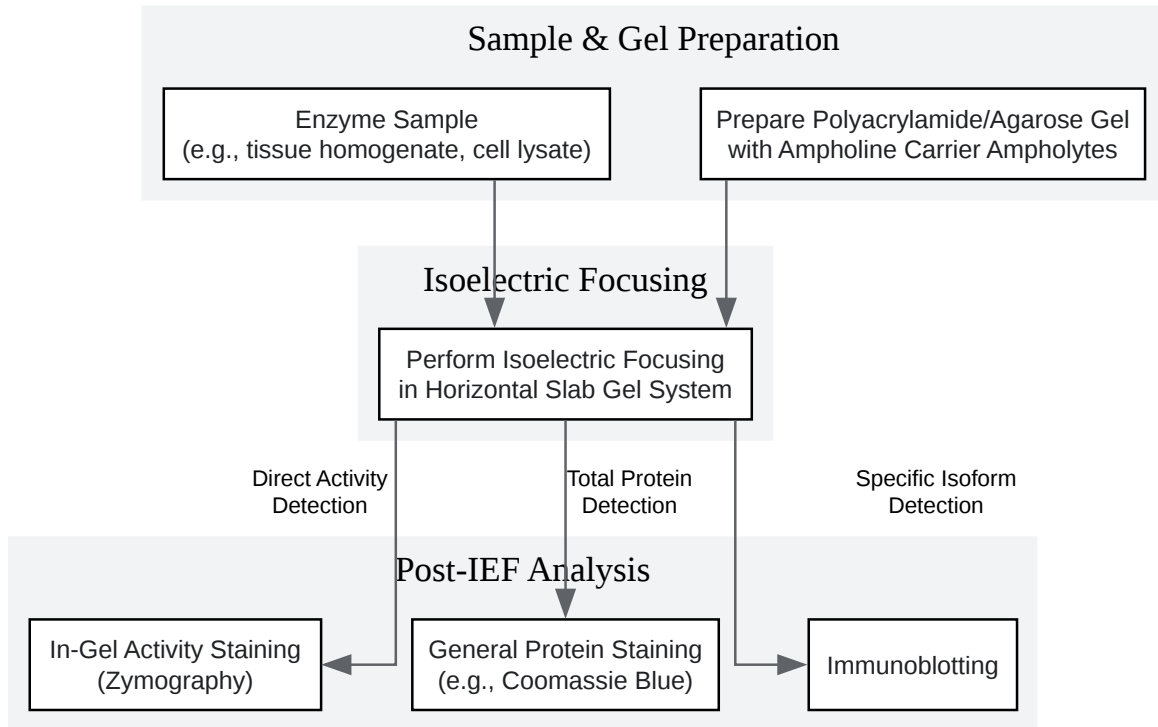 Sample & Gel Preparation
Enzyme Sample
(e.g., tissue homogenate, cell lysate)
Prepare Polyacrylamide/Agarose Gel
with Ampholine Carrier Ampholytes
Isoelectric Focusing
Perform Isoelectric Focusing
in Horizontal Slab Gel System
Direct Activity
Detection
Total Protein
Detection
Specific Isoform
Detection
Post-IEF Analysis
In-Gel Activity Staining
(Zymography)
General Protein Staining
(e.g., Coomassie Blue)
Immunoblotting